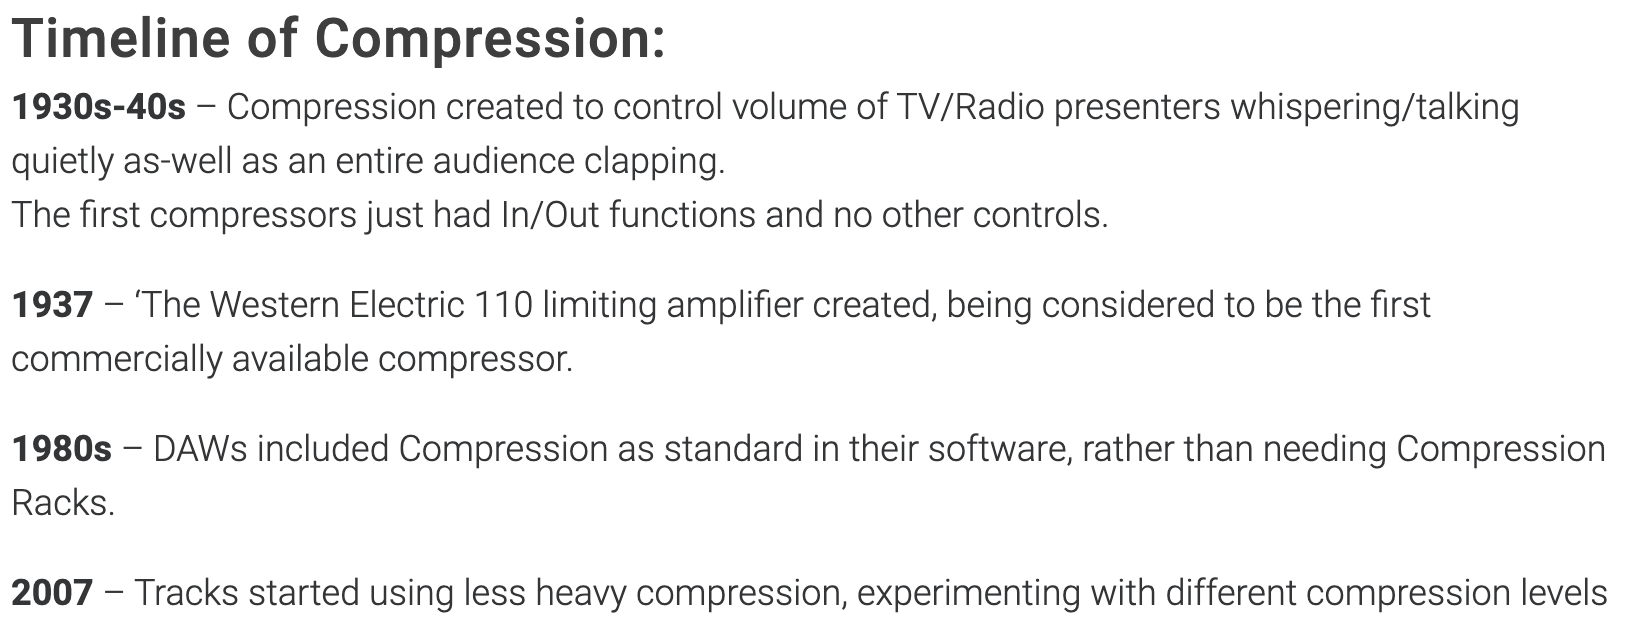 Timeline of Compression:
1930s-40s – Compression created to control volume of TV/Radio presenters whispering/talking
quietly as-well as an entire audience clapping.
The first compressors just had In/Out functions and no other controls.
1937 – ‘The Western Electric 110 limiting amplifier created, being considered to be the first
commercially available compressor.
1980s – DAWs included Compression as standard in their software, rather than needing Compression
Racks.
2007 – Tracks started using less heavy compression, experimenting with different compression levels